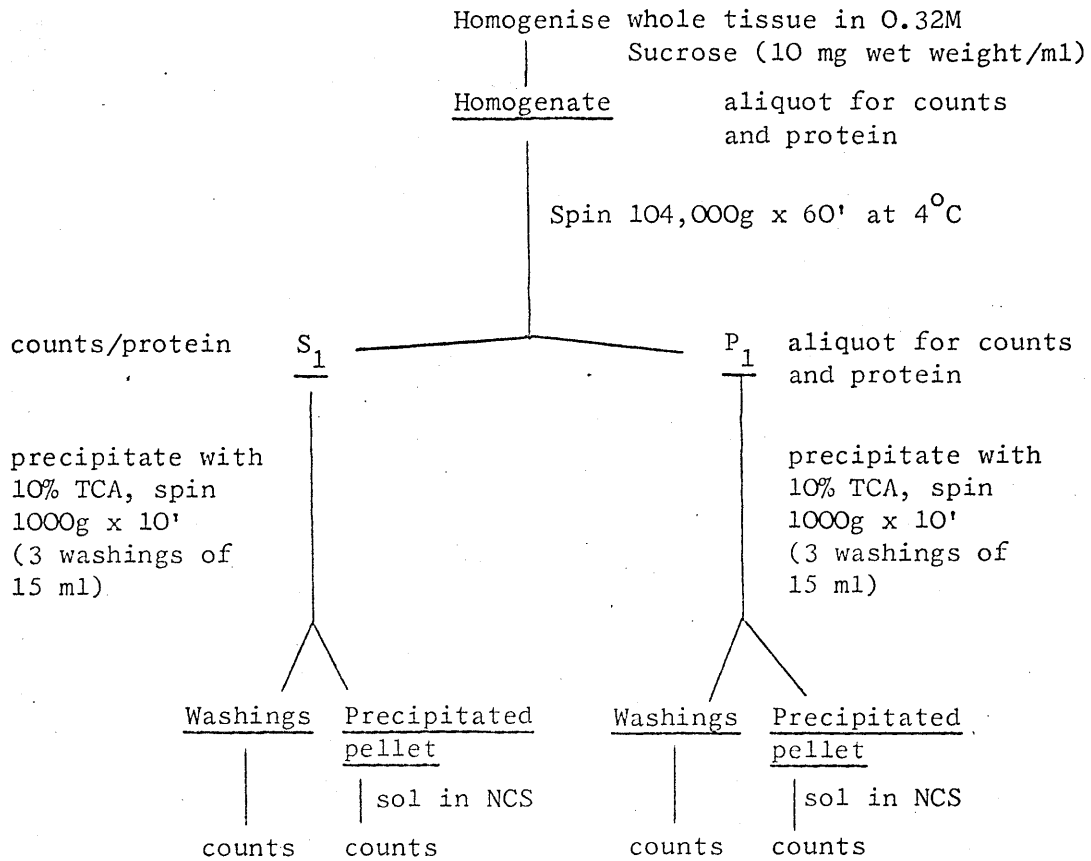 Homogenise whole tissue in 0.32M
Sucrose (10 mg wet weight/ml)
Homogenate
aliquot for counts
and protein
Spin 104,000g x 60' at 4°C
counts/protein
S1
P1
aliquot for counts
and protein
precipitate with
10% TCA, spin
1000g x 10'
(3 washings of
15 ml)
precipitate with
10% TCA, spin
1000g x 10'
(3 washings of
15 ml)
Washings
Precipitated
pellet
Washings
Precipitated
pellet
sol in NCS
sol in NCS
counts
counts
counts
counts